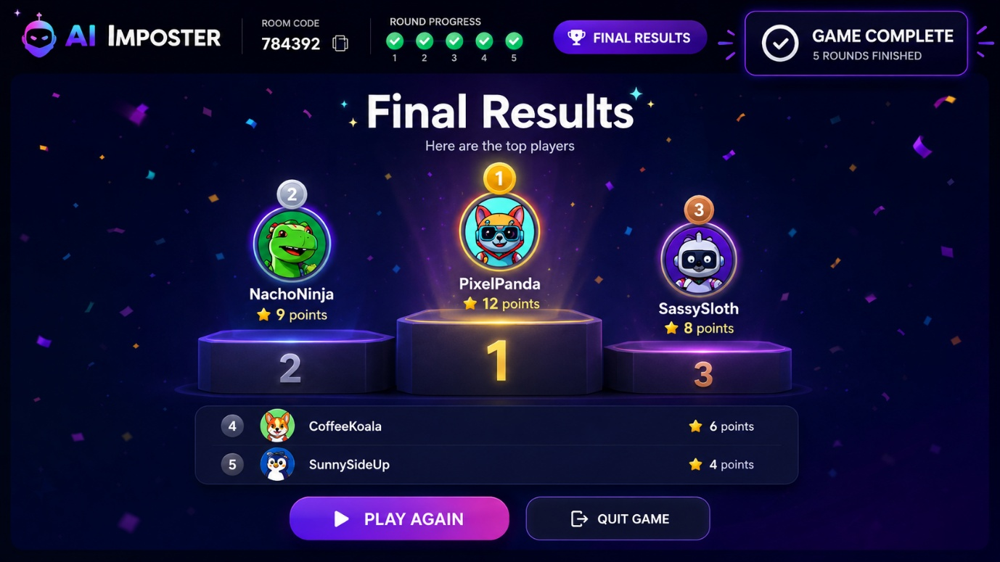 AI IMPOSTER
ROOM CODE
784392
ROUND PROGRESS
1 2 3 4 5
FINAL RESULTS
GAME COMPLETE
5 ROUNDS FINISHED
Final Results
Here are the top players
2
NachoNinja
9 points
1
PixelPanda
12 points
3
SassySloth
8 points
2
1
3
4 CoffeeKoala 6 points
5 SunnySideUp 4 points
PLAY AGAIN
QUIT GAME